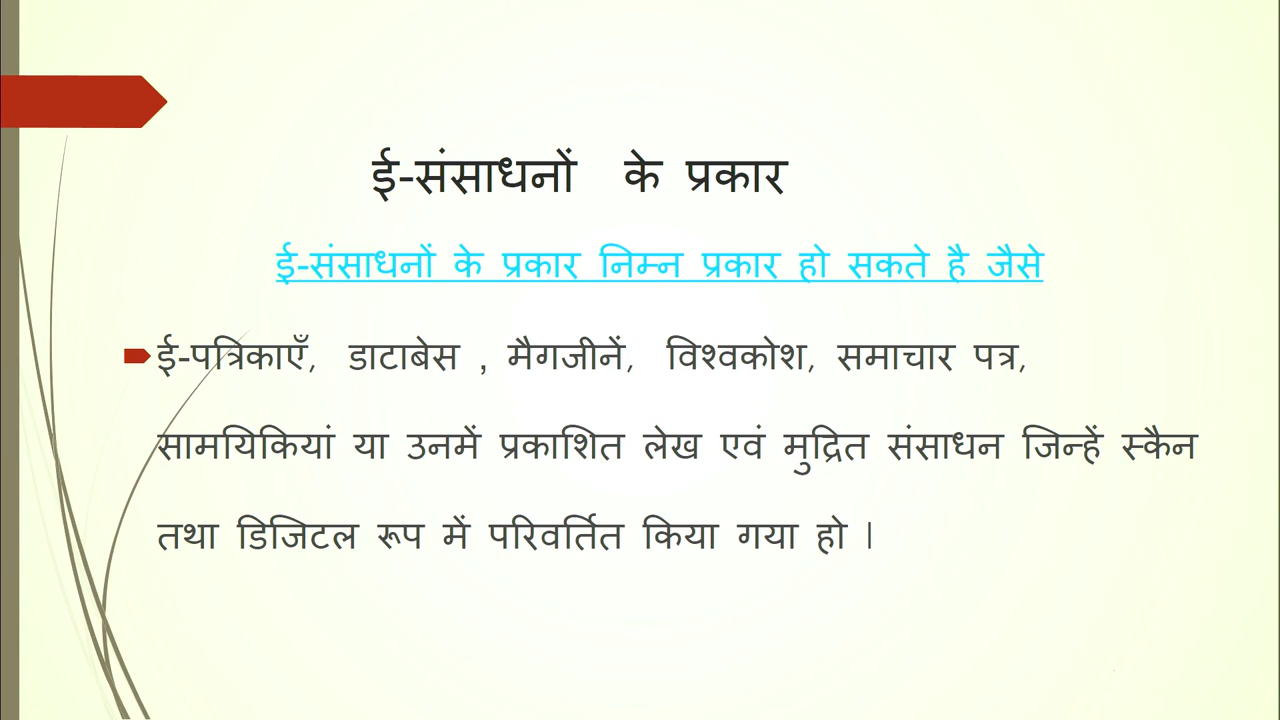 ई-संसाधनों के प्रकार
ई-संसाधनों के प्रकार निम्न प्रकार हो सकते है जैसे
ई-पत्रिकाएँ, डाटाबेस , मैगजीनें, विश्वकोश, समाचार पत्र,
सामयिकियां या उनमें प्रकाशित लेख एवं मुद्रित संसाधन जिन्हें स्कैन
तथा डिजिटल रूप में परिवर्तित किया गया हो |